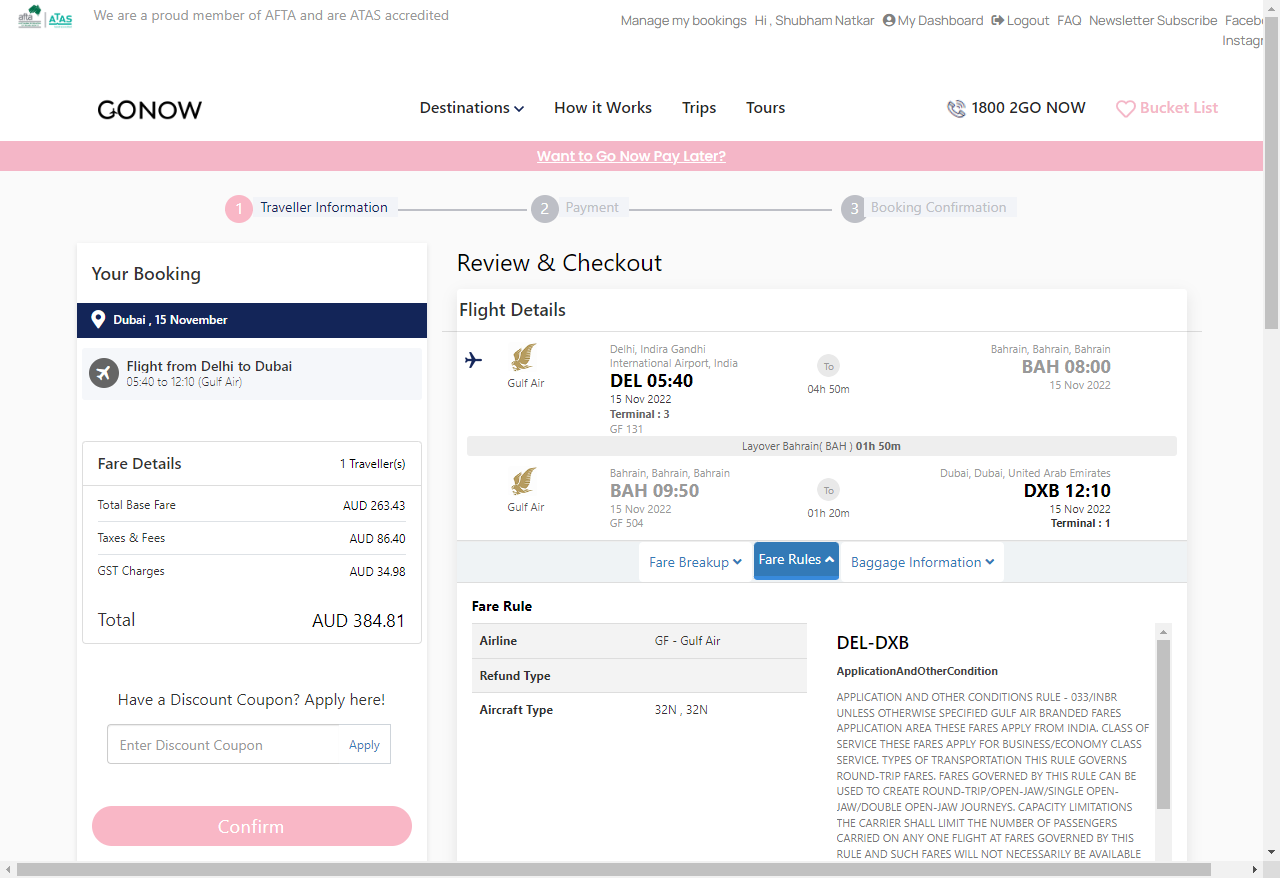 afta ATAS We are a proud member of AFTA and are ATAS accredited
Manage my bookings Hi , Shubham Natkar My Dashboard Logout FAQ Newsletter Subscribe
GONOW Destinations How it Works Trips Tours 1800 2GO NOW Bucket List
Want to Go Now Pay Later?
1 Traveller Information 2 Payment 3 Booking Confirmation
Your Booking
Dubai , 15 November
Flight from Delhi to Dubai
05:40 to 12:10 (Gulf Air)
Fare Details 1 Traveller(s)
Total Base Fare AUD 263.43
Taxes & Fees AUD 86.40
GST Charges AUD 34.98
Total AUD 384.81
Have a Discount Coupon? Apply here!
Enter Discount Coupon Apply
Confirm
Review & Checkout
Flight Details
Gulf Air
Delhi, Indira Gandhi
International Airport, India
DEL 05:40
15 Nov 2022
Terminal : 3
GF 131
To
04h 50m
Bahrain, Bahrain, Bahrain
BAH 08:00
15 Nov 2022
Layover Bahrain( BAH ) 01h 50m
Gulf Air
Bahrain, Bahrain, Bahrain
BAH 09:50
15 Nov 2022
GF 504
To
01h 20m
Dubai, Dubai, United Arab Emirates
DXB 12:10
15 Nov 2022
Terminal : 1
Fare Breakup Fare Rules Baggage Information
Fare Rule
Airline GF - Gulf Air
Refund Type
Aircraft Type 32N , 32N
DEL-DXB
ApplicationAndOtherCondition
APPLICATION AND OTHER CONDITIONS RULE - 033/INBR
UNLESS OTHERWISE SPECIFIED GULF AIR BRANDED FARES
APPLICATION AREA THESE FARES APPLY FROM INDIA. CLASS OF
SERVICE THESE FARES APPLY FOR BUSINESS/ECONOMY CLASS
SERVICE. TYPES OF TRANSPORTATION THIS RULE GOVERNS
ROUND-TRIP FARES. FARES GOVERNED BY THIS RULE CAN BE
USED TO CREATE ROUND-TRIP/OPEN-JAW/SINGLE OPEN-
JAW/DOUBLE OPEN-JAW JOURNEYS. CAPACITY LIMITATIONS
THE CARRIER SHALL LIMIT THE NUMBER OF PASSENGERS
CARRIED ON ANY ONE FLIGHT AT FARES GOVERNED BY THIS
RULE AND SUCH FARES WILL NOT NECESSARILY BE AVAILABLE